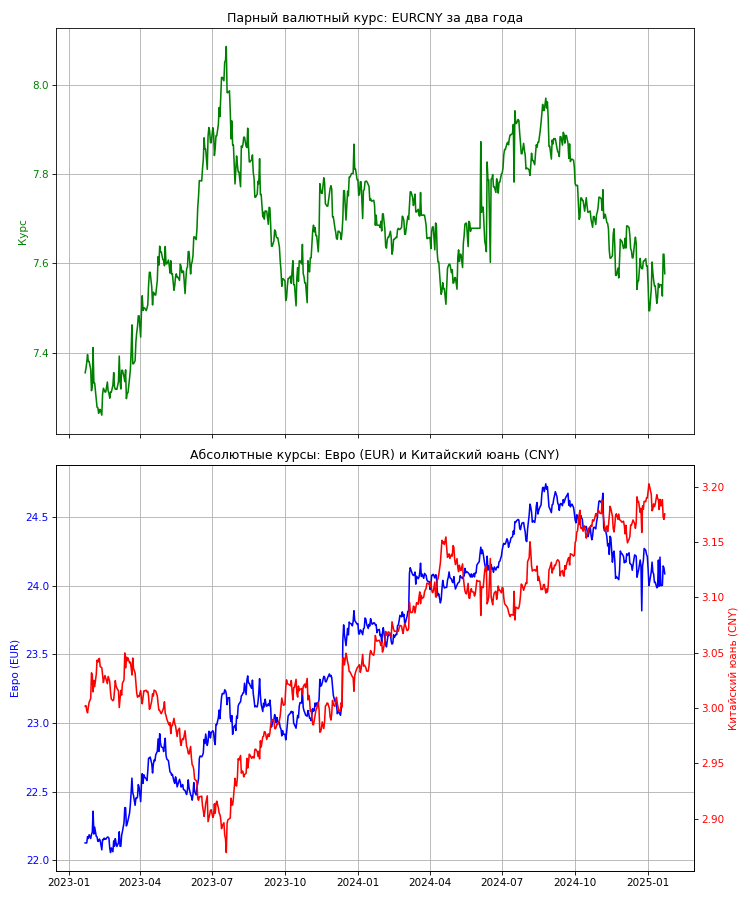 Парный валютный курс: EURCNY за два года
8.0
7.8
7.6
7.4
Курс
Абсолютные курсы: Евро (EUR) и Китайский юань (CNY)
24.5
24.0
23.5
23.0
22.5
22.0
Евро (EUR)
3.20
3.15
3.10
3.05
3.00
2.95
2.90
Китайский юань (CNY)
2023-01 2023-04 2023-07 2023-10 2024-01 2024-04 2024-07 2024-10 2025-01